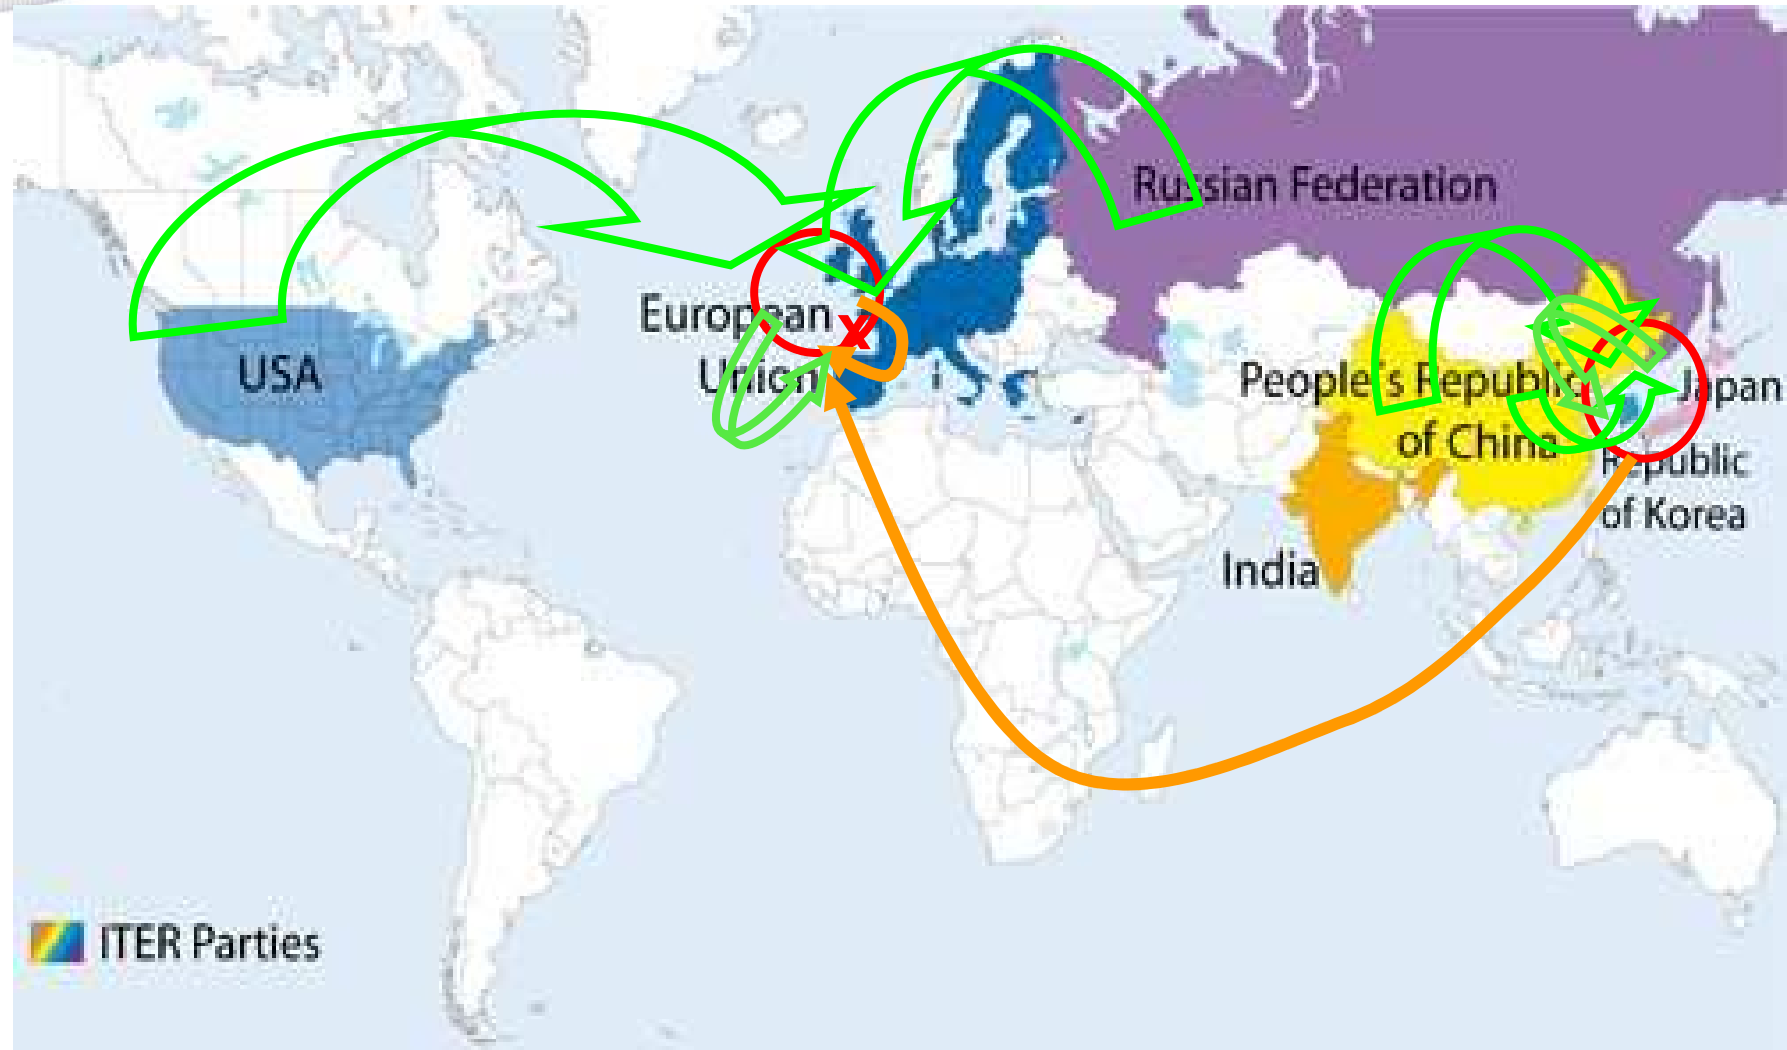 Russian Federation
European
Union
X
USA
People's Republic
of China
Japan
Republic
of Korea
India
ITER Parties